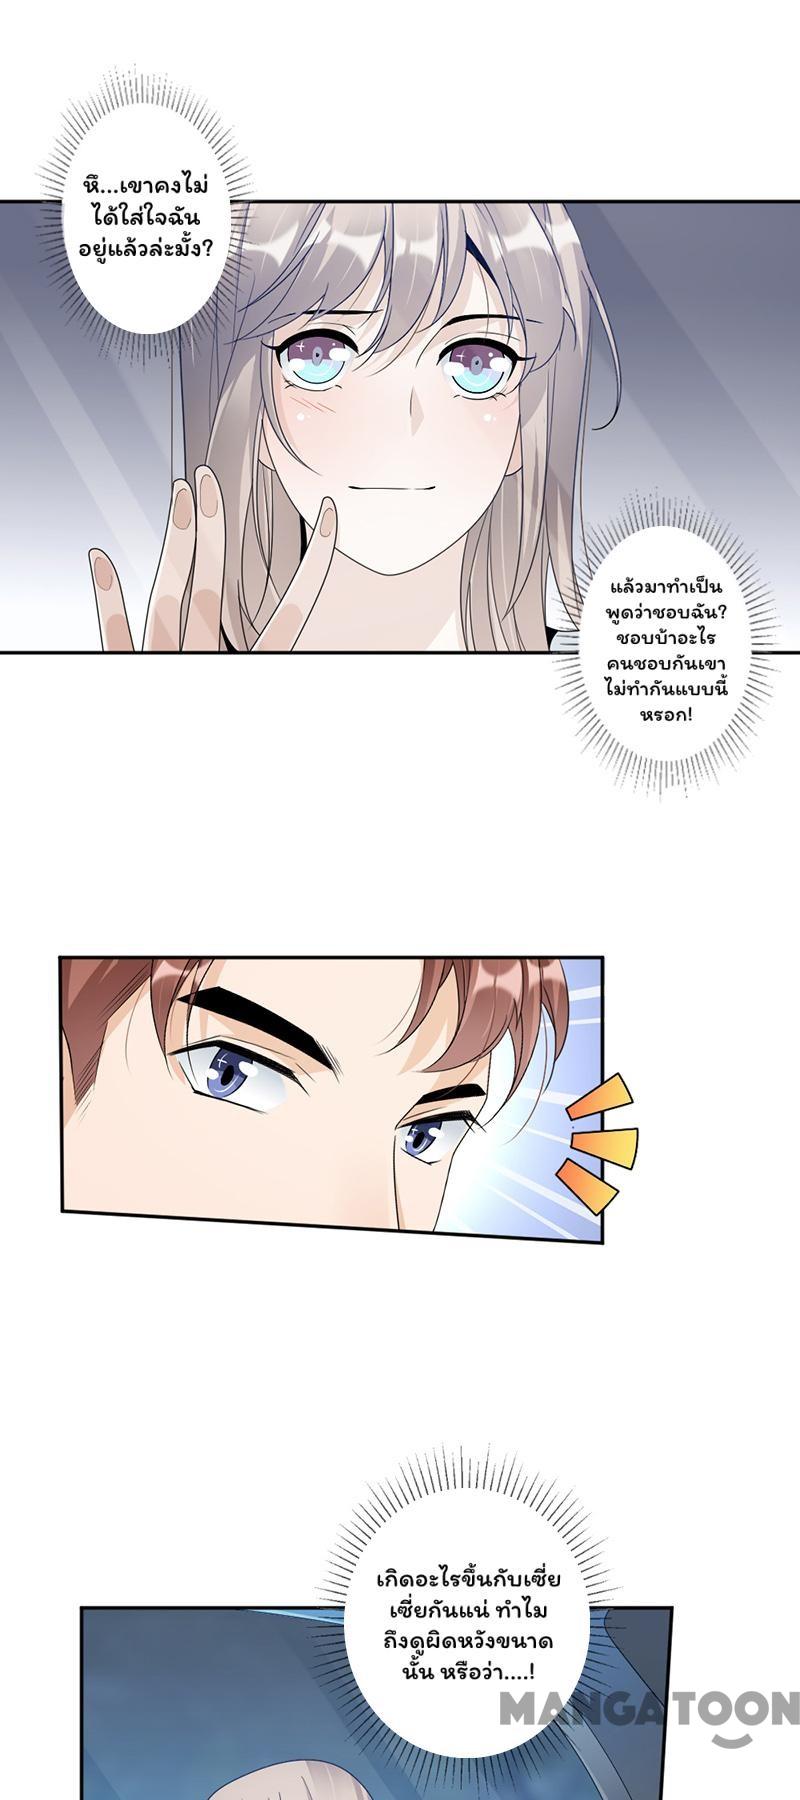 หึ...เขาคงไม่
ได้ใส่ใจฉัน
อยู่แล้วล่ะมั้ง?
แล้วมาทำเป็น
พูดว่าชอบฉัน?
ชอบบ้าอะไร
คนชอบกันเขา
ไม่ทำกันแบบนี้
หรอก!
เกิดอะไรขึ้นกับเซี่ย
เซี่ยกันแน่ ทำไม
ถึงดูผิดหวังขนาด
นั้น หรือว่า....!
MANGATOON